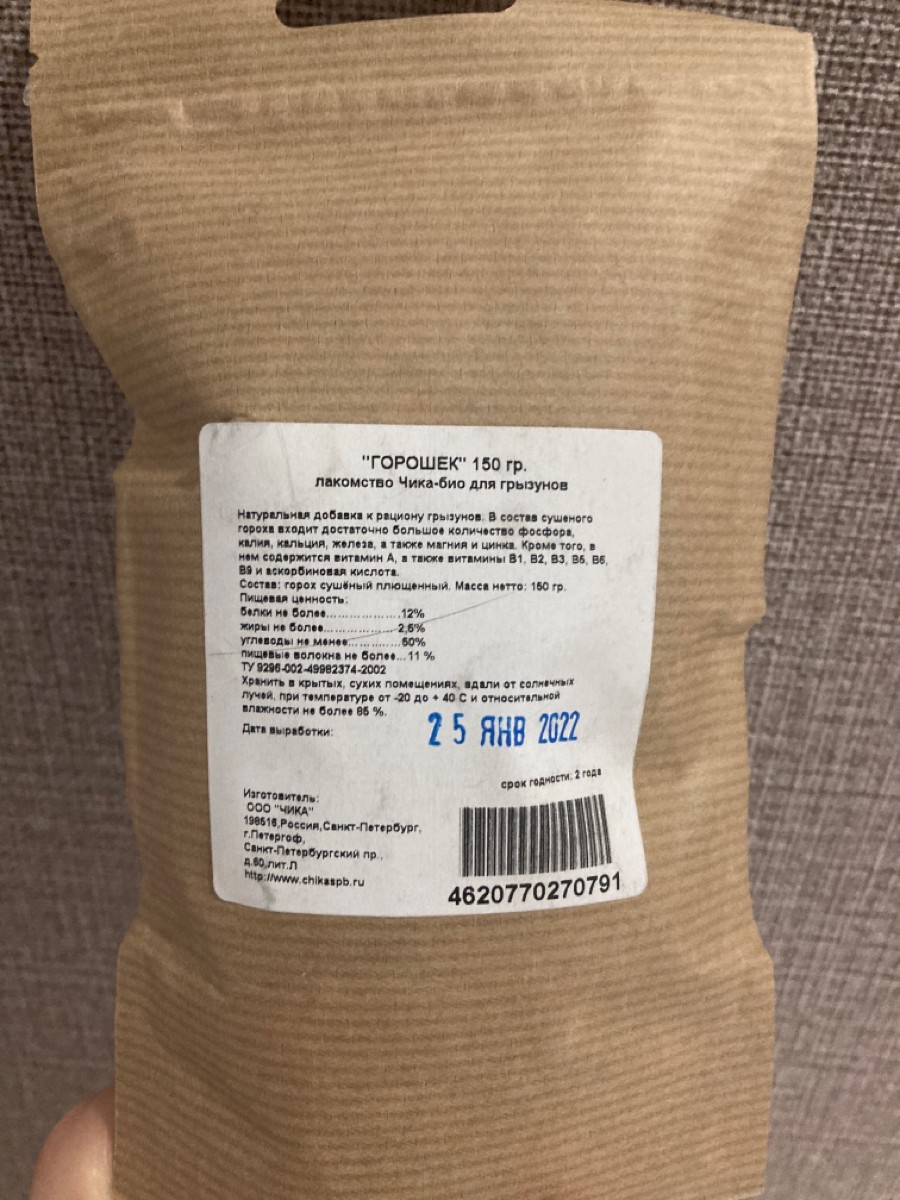 "ГОРОШЕК" 150 гр.
лакомство Чика-био для грызунов
Натуральная добавка к рациону грызунов. В состав сушеного
гороха входит достаточно большое количество фосфора,
калия, кальция, железа, а также магния и цинка. Кроме того, в
нем содержится витамин А, а также витамины В1, В2, В3, В5, В6,
В9 и аскорбиновая кислота.
Состав: горох сушёный плющенный. Масса нетто: 150 гр.
Пищевая ценность:
белки не более....................12%
жиры не более...................2,5%
углеводы не менее...............60%
пищевые волокна не более...11 %
ТУ 9296-002-49982374-2002
Хранить в крытых, сухих помещениях, вдали от солнечных
лучей, при температуре от -20 до + 40 С и относительной
влажности не более 85 %.
Дата выработки: 25 ЯНВ 2022
срок годности: 2 года
Изготовитель:
ООО "ЧИКА"
198516,Россия,Санкт-Петербург,
г.Петергоф,
Санкт-Петербургский пр.,
д.60,лит.Л
http://www.chikaspb.ru
4620770270791